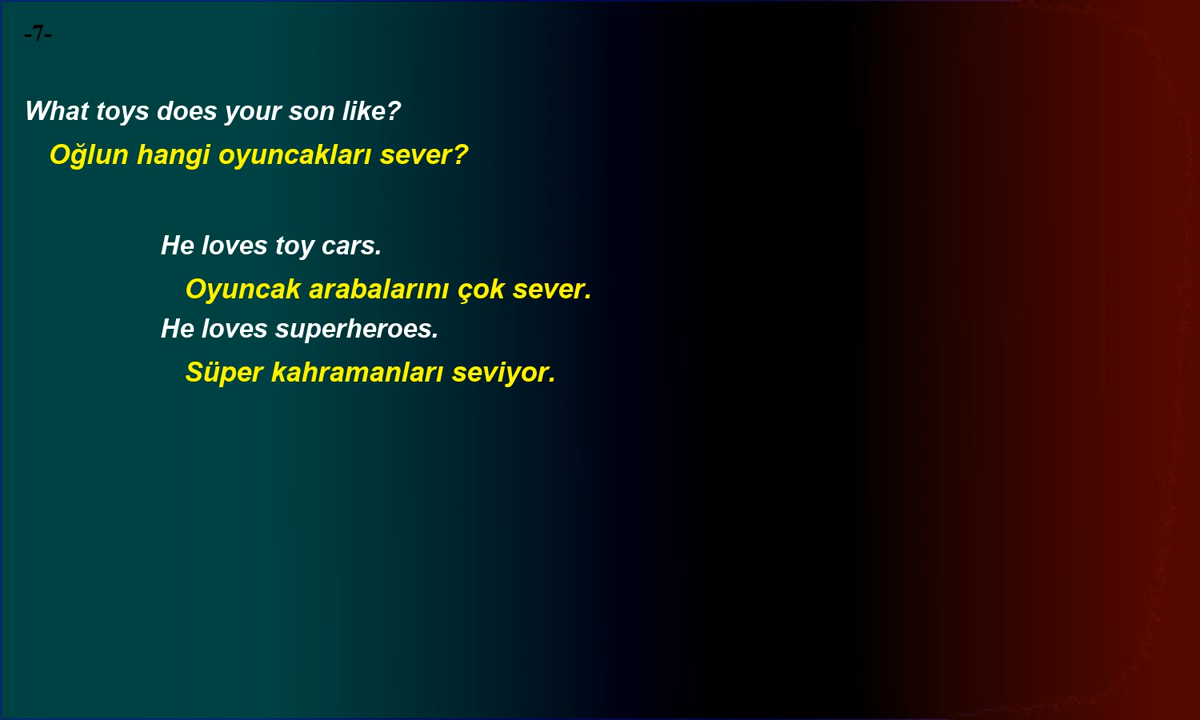 -7-
What toys does your son like?
Oğlun hangi oyuncakları sever?
He loves toy cars.
Oyuncak arabalarını çok sever.
He loves superheroes.
Süper kahramanları seviyor.